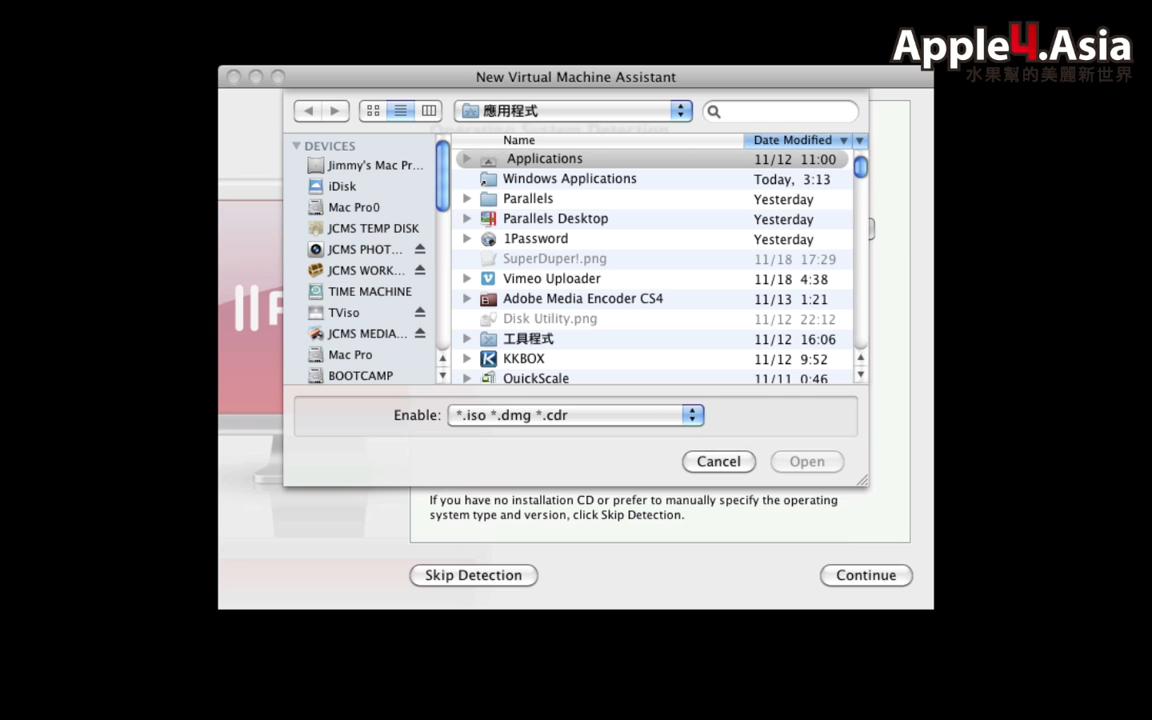 Apple4.Asia
水果幫的美麗新世界
New Virtual Machine Assistant
應用程式
Operating System Detection
Name
Date Modified
DEVICES
Jimmy's Mac Pr...
iDisk
Mac Pro0
JCMS TEMP DISK
JCMS PHOT...
JCMS WORK...
TIME MACHINE
TViso
JCMS MEDIA...
Mac Pro
BOOTCAMP
Applications 11/12 11:00
Windows Applications Today, 3:13
Parallels Yesterday
Parallels Desktop Yesterday
1Password Yesterday
SuperDuper!.png 11/18 17:29
Vimeo Uploader 11/18 4:38
Adobe Media Encoder CS4 11/13 1:21
Disk Utility.png 11/12 22:12
工具程式 11/12 16:06
KKBOX 11/12 9:52
QuickScale 11/11 0:46
Enable: *.iso *.dmg *.cdr
Cancel
Open
If you have no installation CD or prefer to manually specify the operating
system type and version, click Skip Detection.
Skip Detection
Continue